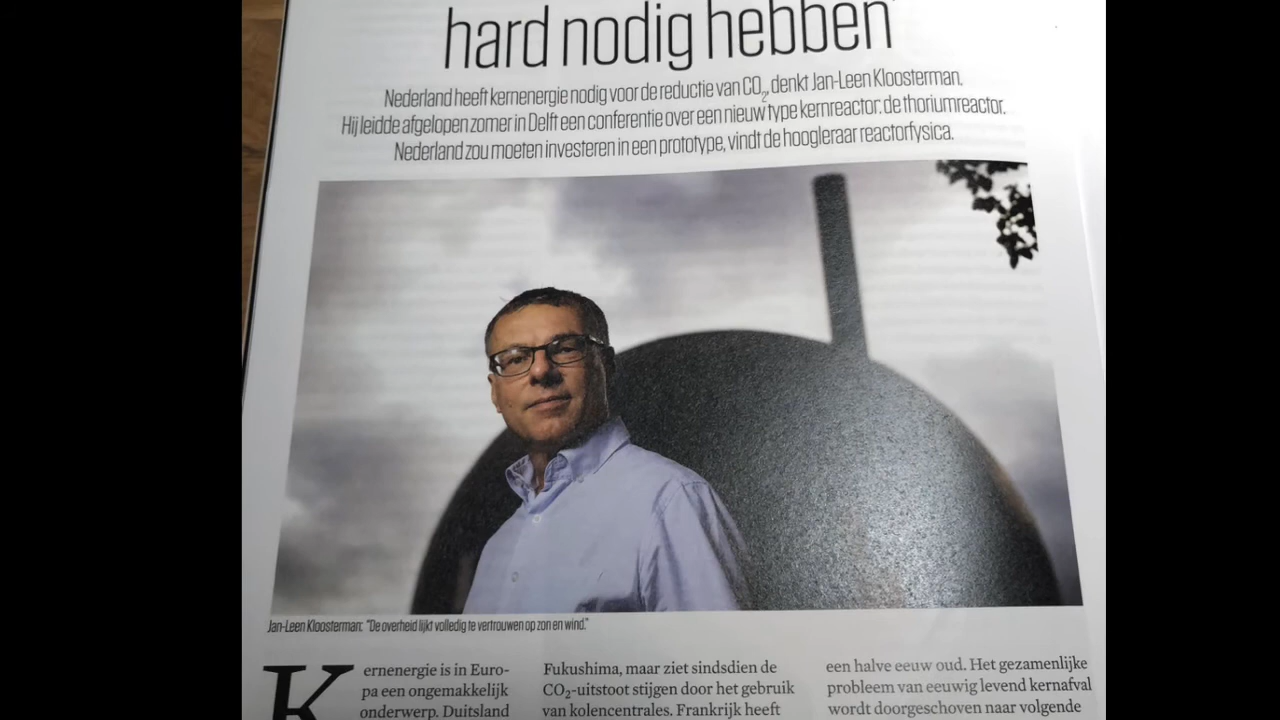 hard nodig hebben’
Nederland heeft kernenergie nodig voor de reductie van CO₂, denkt Jan-Leen Kloosterman.
Hij leidde afgelopen zomer in Delft een conferentie over een nieuw type kernreactor: de thoriumreactor.
Nederland zou moeten investeren in een prototype, vindt de hoogleraar reactorfysica.
Jan-Leen Kloosterman: "De overheid lijkt volledig te vertrouwen op zon en wind."
Kernenergie is in Euro-
pa een ongemakkelijk
onderwerp. Duitsland
Fukushima, maar ziet sindsdien de
CO₂-uitstoot stijgen door het gebruik
van kolencentrales. Frankrijk heeft
een halve eeuw oud. Het gezamenlijke
probleem van eeuwig levend kernafval
wordt doorgeschoven naar volgende